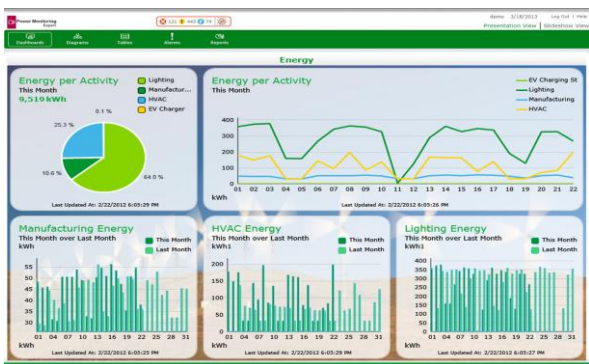 Power Monitoring
Expert
demo 3/18/2013 Log Out | Help
Presentation View | Slideshow View
Dashboards Diagrams Tables Alarms Reports
Energy
Energy per Activity
This Month
9,519 kWh
Lighting
Manufactur...
HVAC
EV Charger
0.1 %
25.3 %
10.6 %
64.0 %
Last Updated At: 2/22/2012 6:05:29 PM
Energy per Activity
This Month
EV Charging St
Lighting
Manufacturing
HVAC
400
300
200
100
0
01 02 03 04 05 06 07 08 09 10 11 12 13 14 15 16 17 18 19 20 21 22
kWh
Last Updated At: 2/22/2012 6:05:26 PM
Manufacturing Energy
This Month over Last Month
kWh
This Month
Last Month
55
50
45
40
35
30
01 04 07 10 13 16 19 22 25 28 31
kWh
Last Updated At: 2/22/2012 6:05:25 PM
HVAC Energy
This Month over Last Month
kWh1
This Month
Last Month
200
150
100
50
0
01 04 07 10 13 16 19 22 25 28 31
kWh
Last Updated At: 2/22/2012 6:05:29 PM
Lighting Energy
This Month over Last Month
kWh1
This Month
Last Month
400
350
300
250
200
150
100
50
0
01 04 07 10 13 16 19 22 25 28 31
kWh
Last Updated At: 2/22/2012 6:05:27 PM